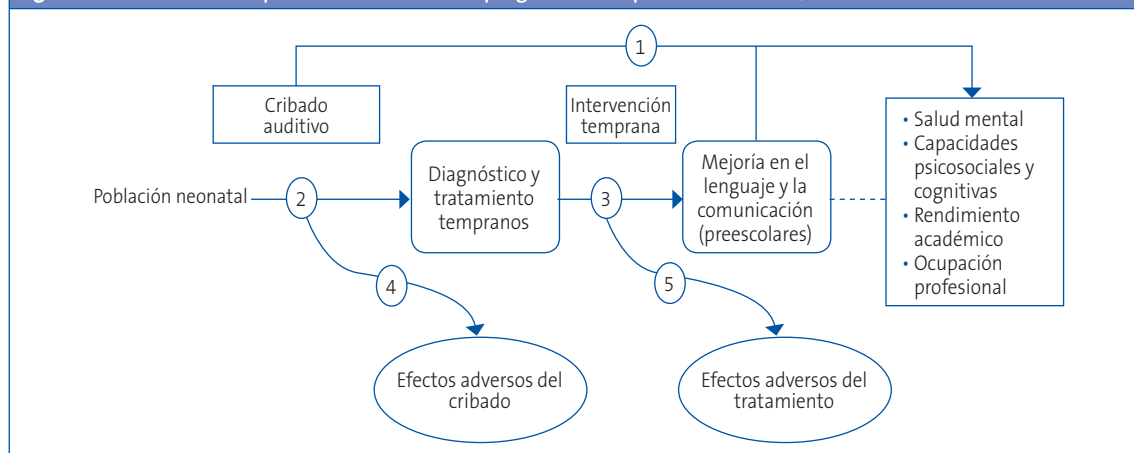 1
Cribado
auditivo
Intervención
temprana
• Salud mental
• Capacidades
psicosociales y
cognitivas
• Rendimiento
académico
• Ocupación
profesional
Población neonatal
2
Diagnóstico y
tratamiento
tempranos
3
Mejoría en el
lenguaje y la
comunicación
(preescolares)
4
5
Efectos adversos del
cribado
Efectos adversos del
tratamiento